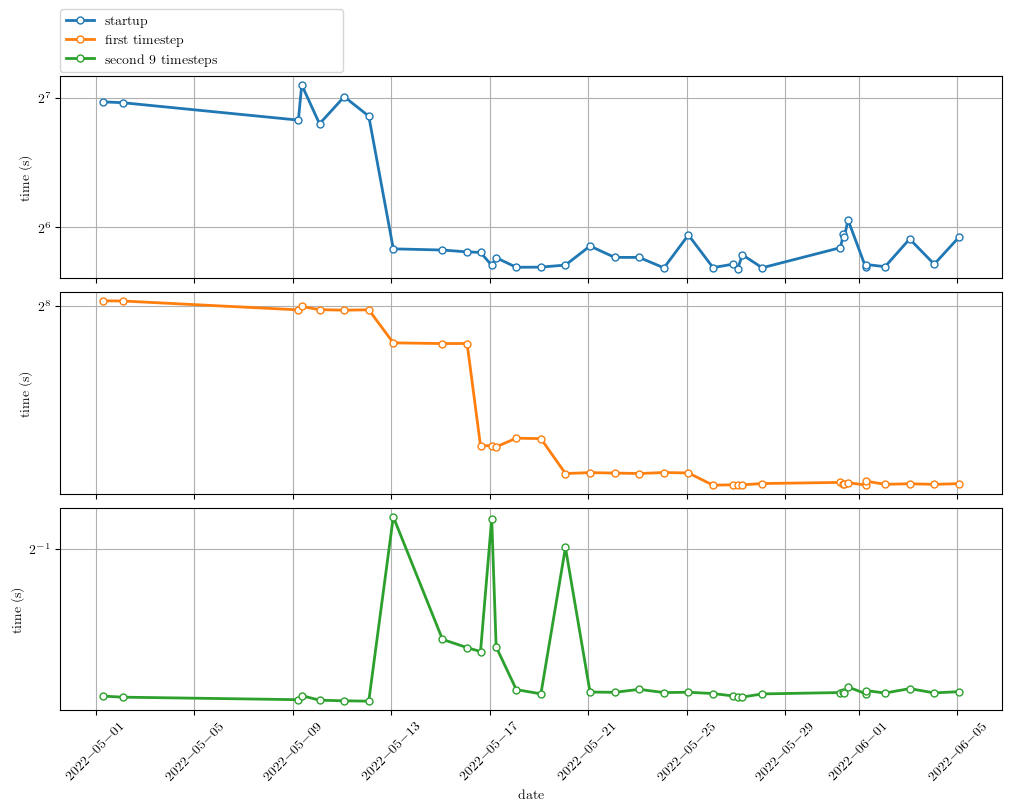 startup
first timestep
second 9 timesteps
2^7
2^6
time (s)
2^8
time (s)
2^−1
time (s)
2022−05−01
2022−05−05
2022−05−09
2022−05−13
2022−05−17
2022−05−21
2022−05−25
2022−05−29
2022−06−01
2022−06−05
date